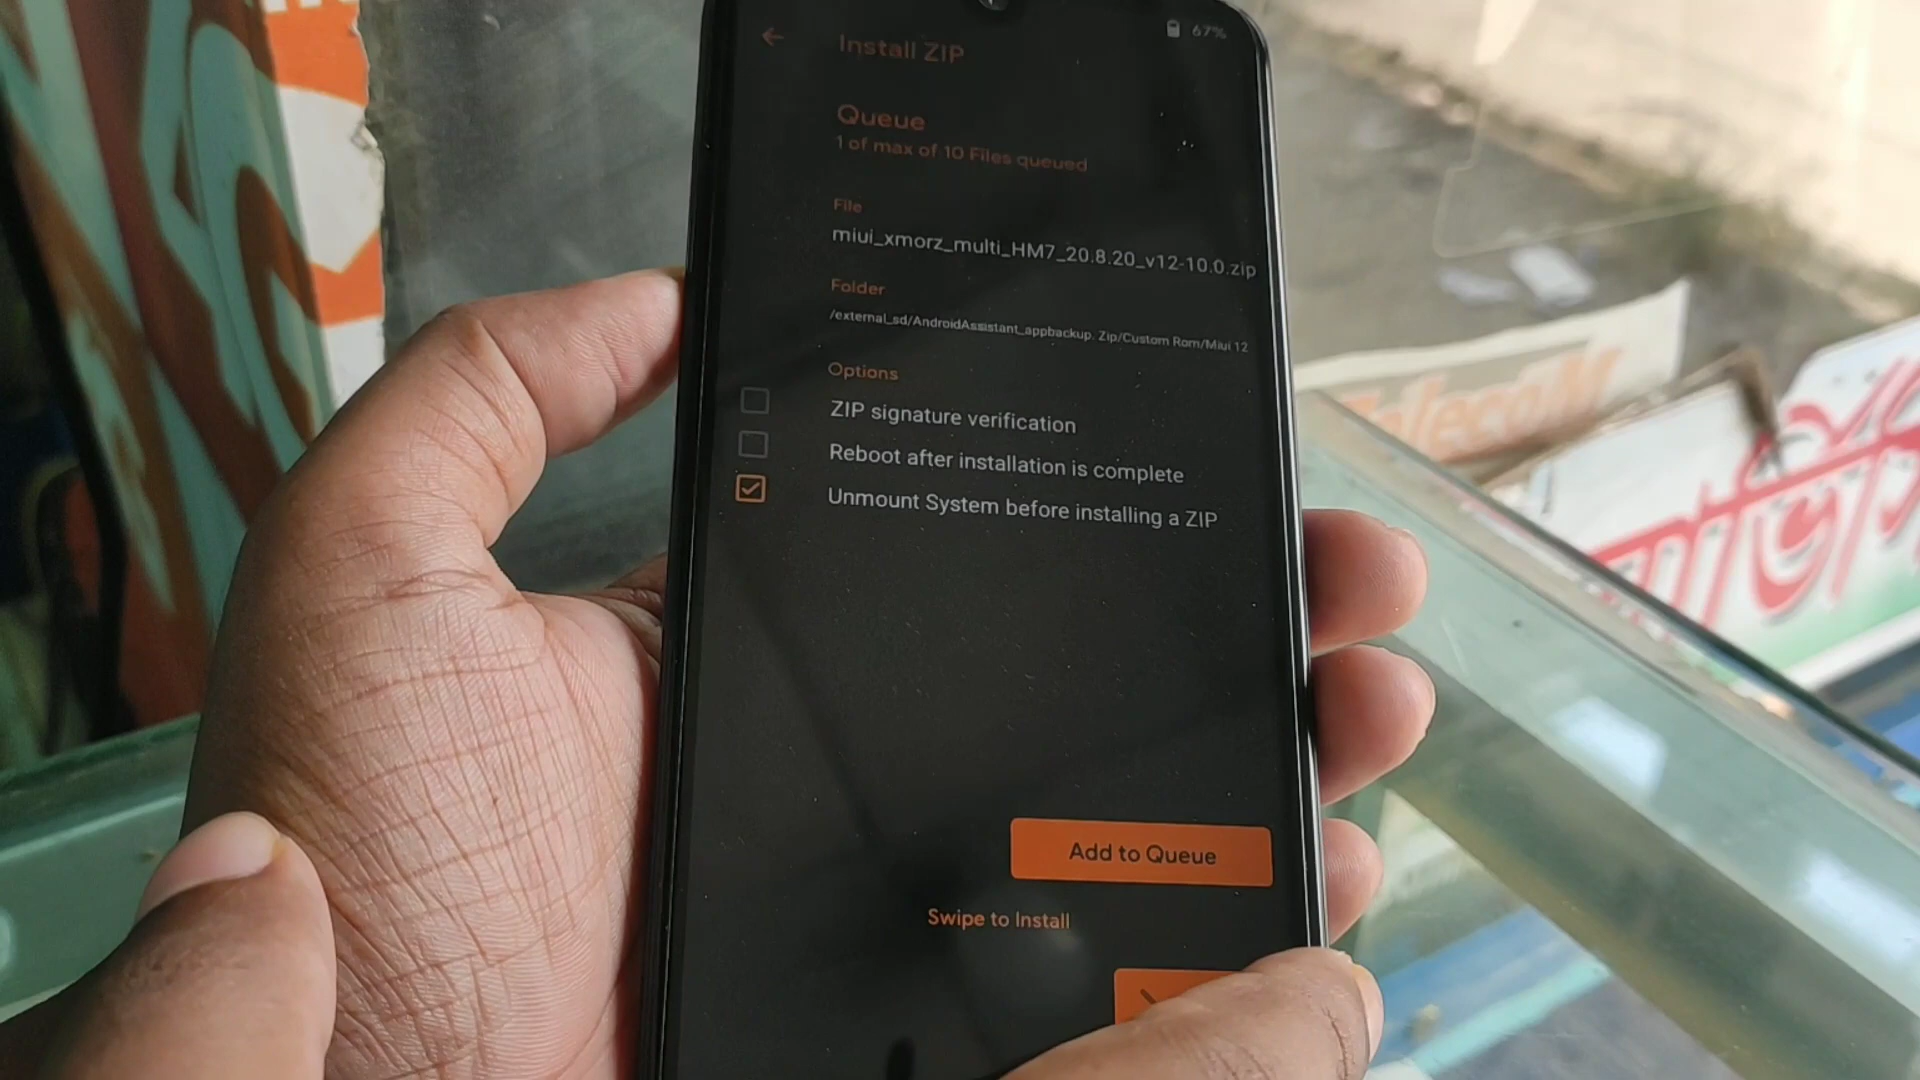 67%
Install ZIP
Queue
1 of max of 10 Files queued
File
miui_xmorz_multi_HM7_20.8.20_v12-10.0.zip
Folder
/external_sd/AndroidAssistant_appbackup. Zip/Custom Rom/Miui 12
Options
ZIP signature verification
Reboot after installation is complete
Unmount System before installing a ZIP
Add to Queue
Swipe to Install
Telecom